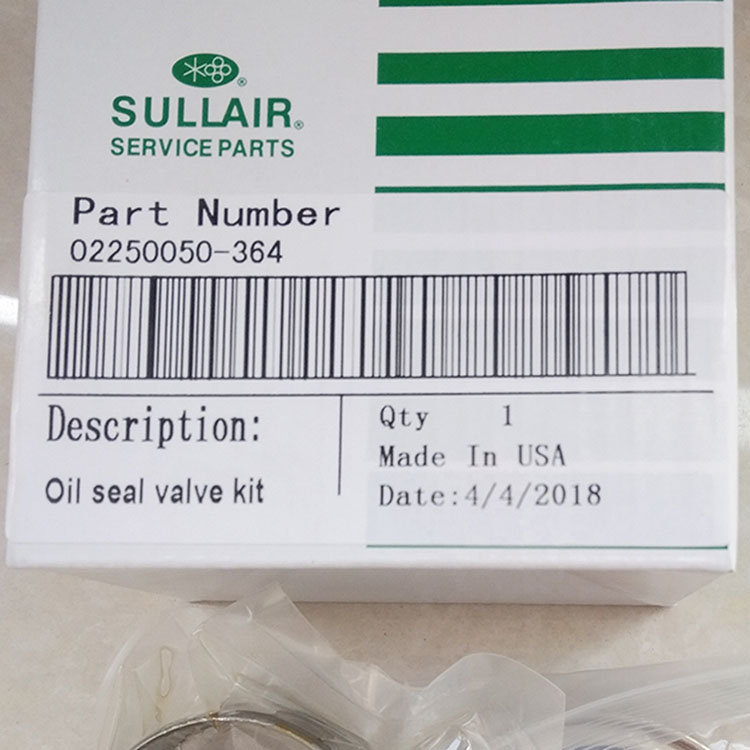 SULLAIR®
SERVICE PARTS
Part Number
02250050-364
Description:
Oil seal valve kit
Qty 1
Made In USA
Date:4/4/2018